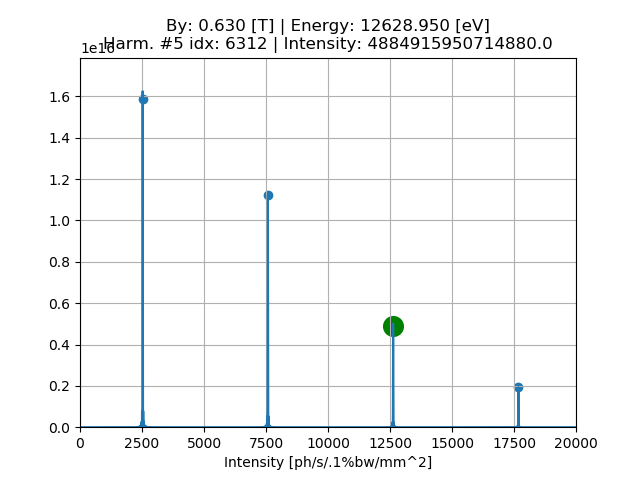 By: 0.630 [T] | Energy: 12628.950 [eV]
Harm. #5 idx: 6312 | Intensity: 4884915950714880.0
1e16
1.6
1.4
1.2
1.0
0.8
0.6
0.4
0.2
0.0
0 2500 5000 7500 10000 12500 15000 17500 20000
Intensity [ph/s/.1%bw/mm^2]